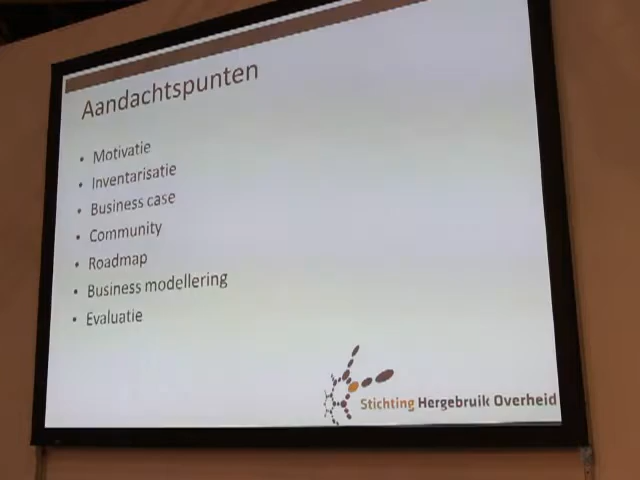 Aandachtspunten
• Motivatie
• Inventarisatie
• Business case
• Community
• Roadmap
• Business modellering
• Evaluatie
Stichting Hergebruik Overheid